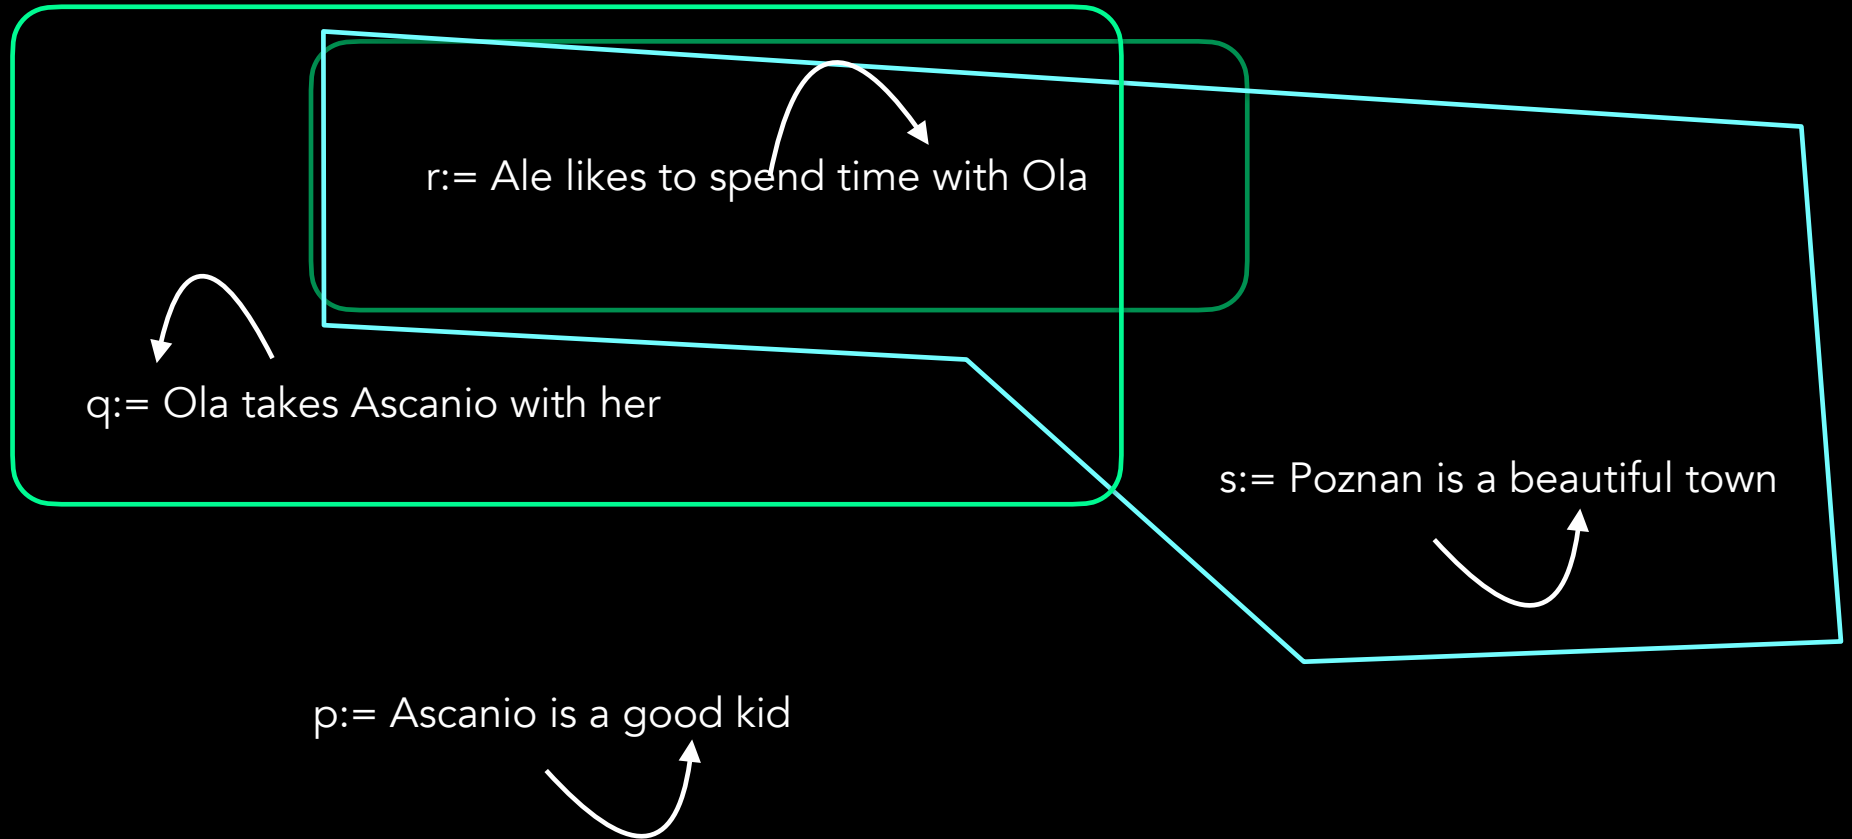 r:= Ale likes to spend time with Ola
q:= Ola takes Ascanio with her
s:= Poznan is a beautiful town
p:= Ascanio is a good kid